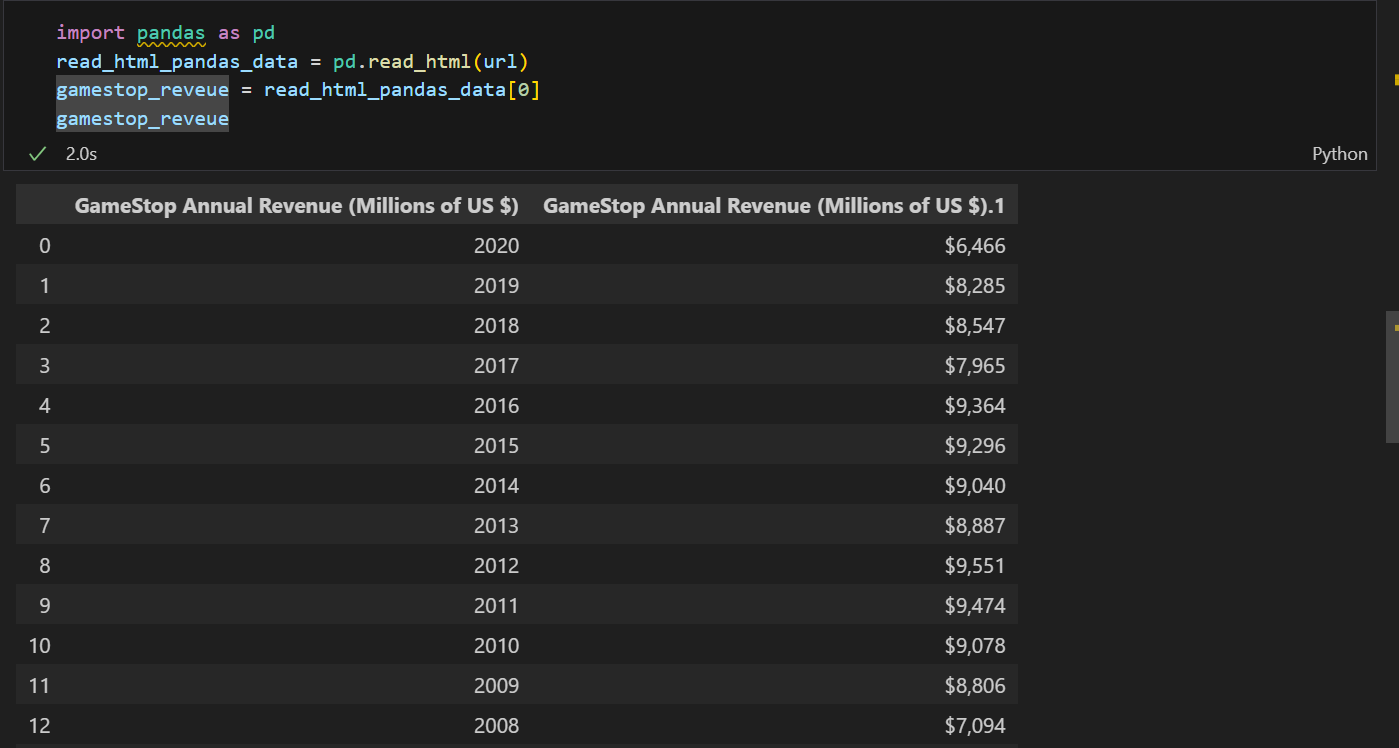 import pandas as pd
read_html_pandas_data = pd.read_html(url)
gamestop_reveue = read_html_pandas_data[0]
gamestop_reveue
2.0s Python
GameStop Annual Revenue (Millions of US $) GameStop Annual Revenue (Millions of US $).1
0 2020 $6,466
1 2019 $8,285
2 2018 $8,547
3 2017 $7,965
4 2016 $9,364
5 2015 $9,296
6 2014 $9,040
7 2013 $8,887
8 2012 $9,551
9 2011 $9,474
10 2010 $9,078
11 2009 $8,806
12 2008 $7,094